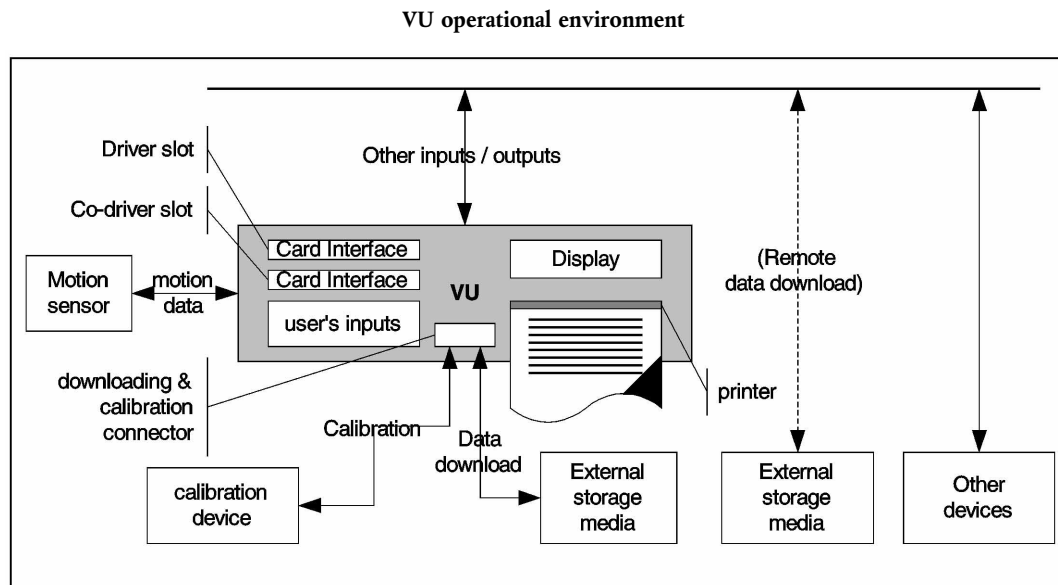 VU operational environment
Driver slot
Other inputs / outputs
Co-driver slot
Card Interface
Card Interface
Display
(Remote
data download)
Motion
sensor
motion
data
VU
user's inputs
downloading &
calibration
connector
printer
Calibration
Data
download
calibration
device
External
storage
media
External
storage
media
Other
devices